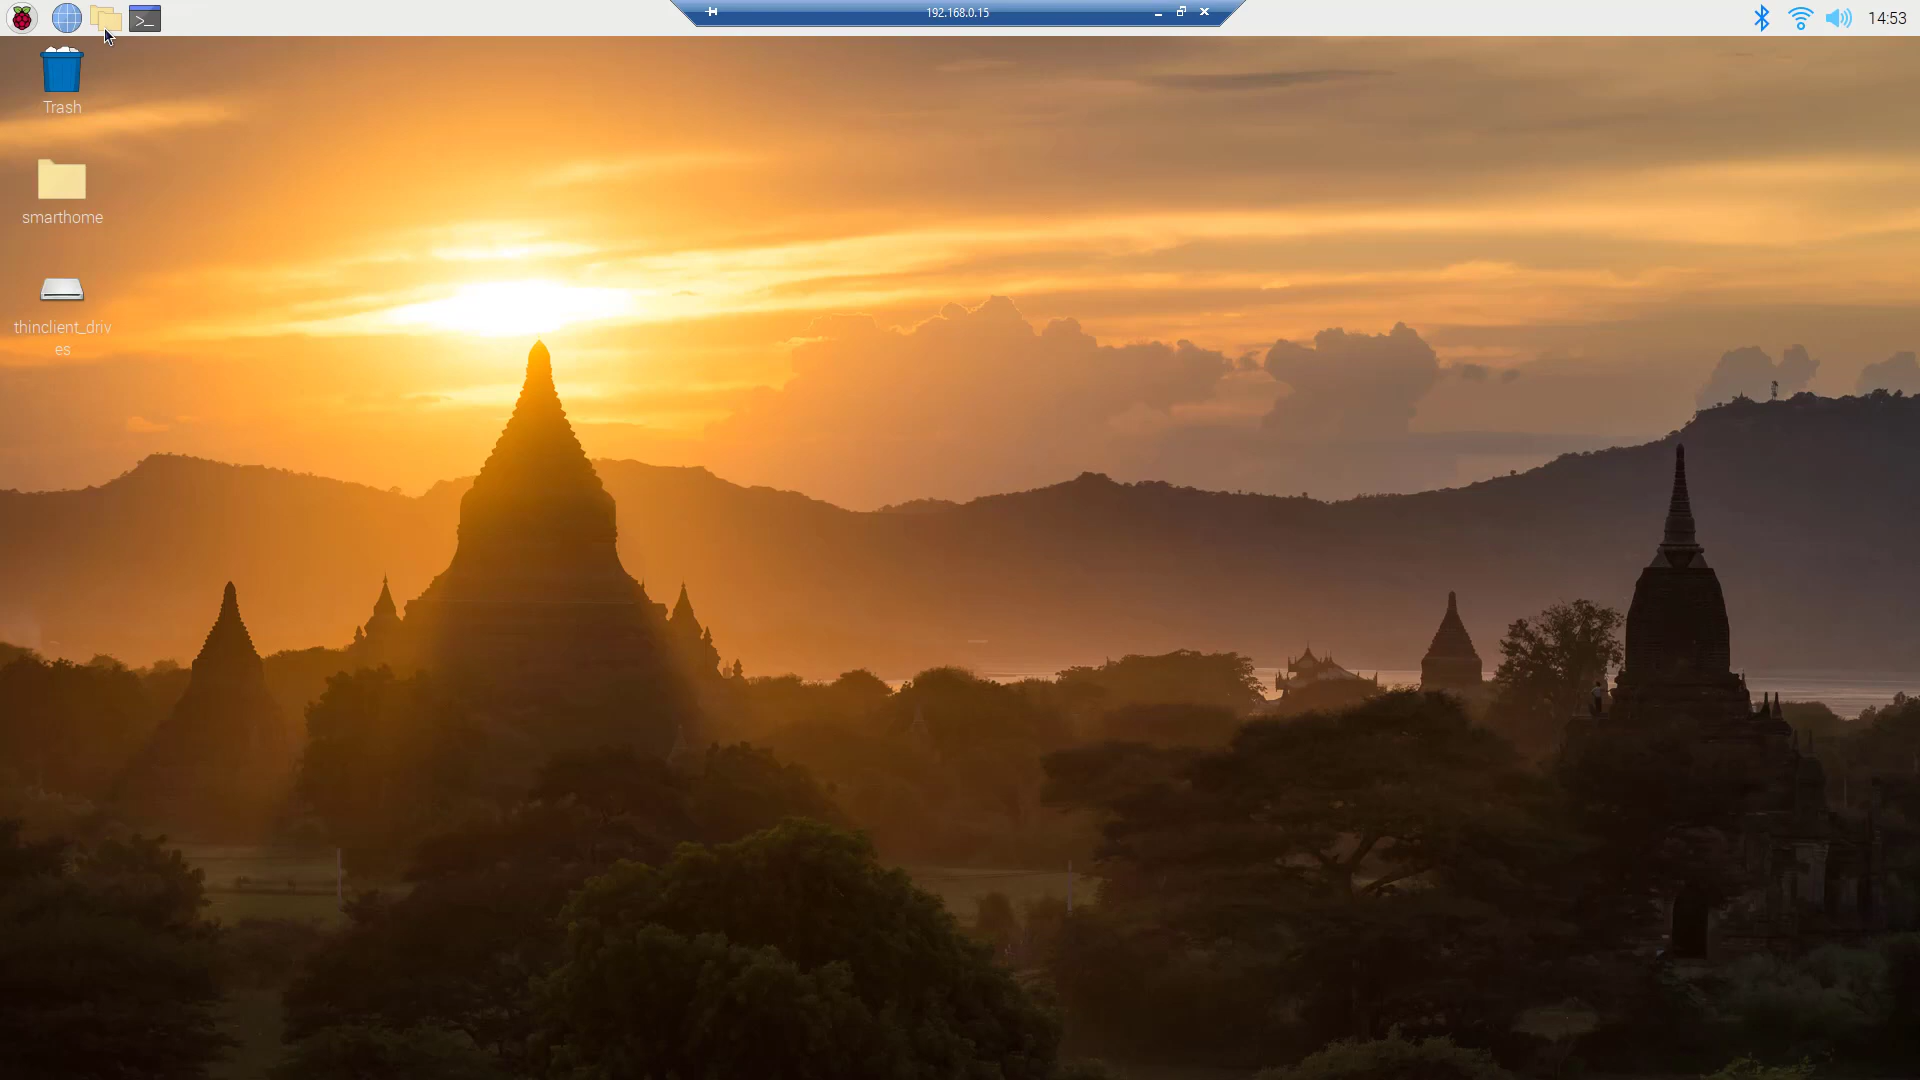 192.168.0.15
14:53
>_
Trash
smarthome
thinclient_driv
es